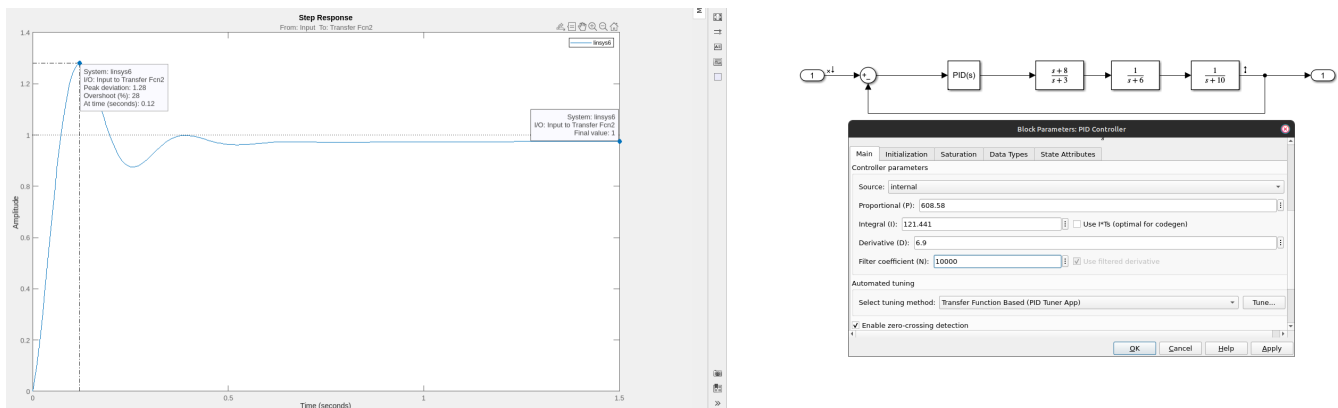 Step Response
From: Input To: Transfer Fcn2
linsys6
System: linsys6
I/O: Input to Transfer Fcn2
Peak deviation: 1.28
Overshoot (%): 28
At time (seconds): 0.12
System: linsys6
I/O: Input to Transfer Fcn2
Final value: 1
1.4
1.2
1
0.8
0.6
0.4
0.2
0
Amplitude
0
0.5
1
1.5
Time (seconds)
1
+
−
PID(s)
s+8
s+3
1
s+6
1
s+10
1
Block Parameters: PID Controller
Main Initialization Saturation Data Types State Attributes
Controller parameters
Source: internal
Proportional (P): 608.58
Integral (I): 121.441 Use I*Ts (optimal for codegen)
Derivative (D): 6.9
Filter coefficient (N): 10000 Use filtered derivative
Automated tuning
Select tuning method: Transfer Function Based (PID Tuner App) Tune...
Enable zero-crossing detection
OK Cancel Help Apply